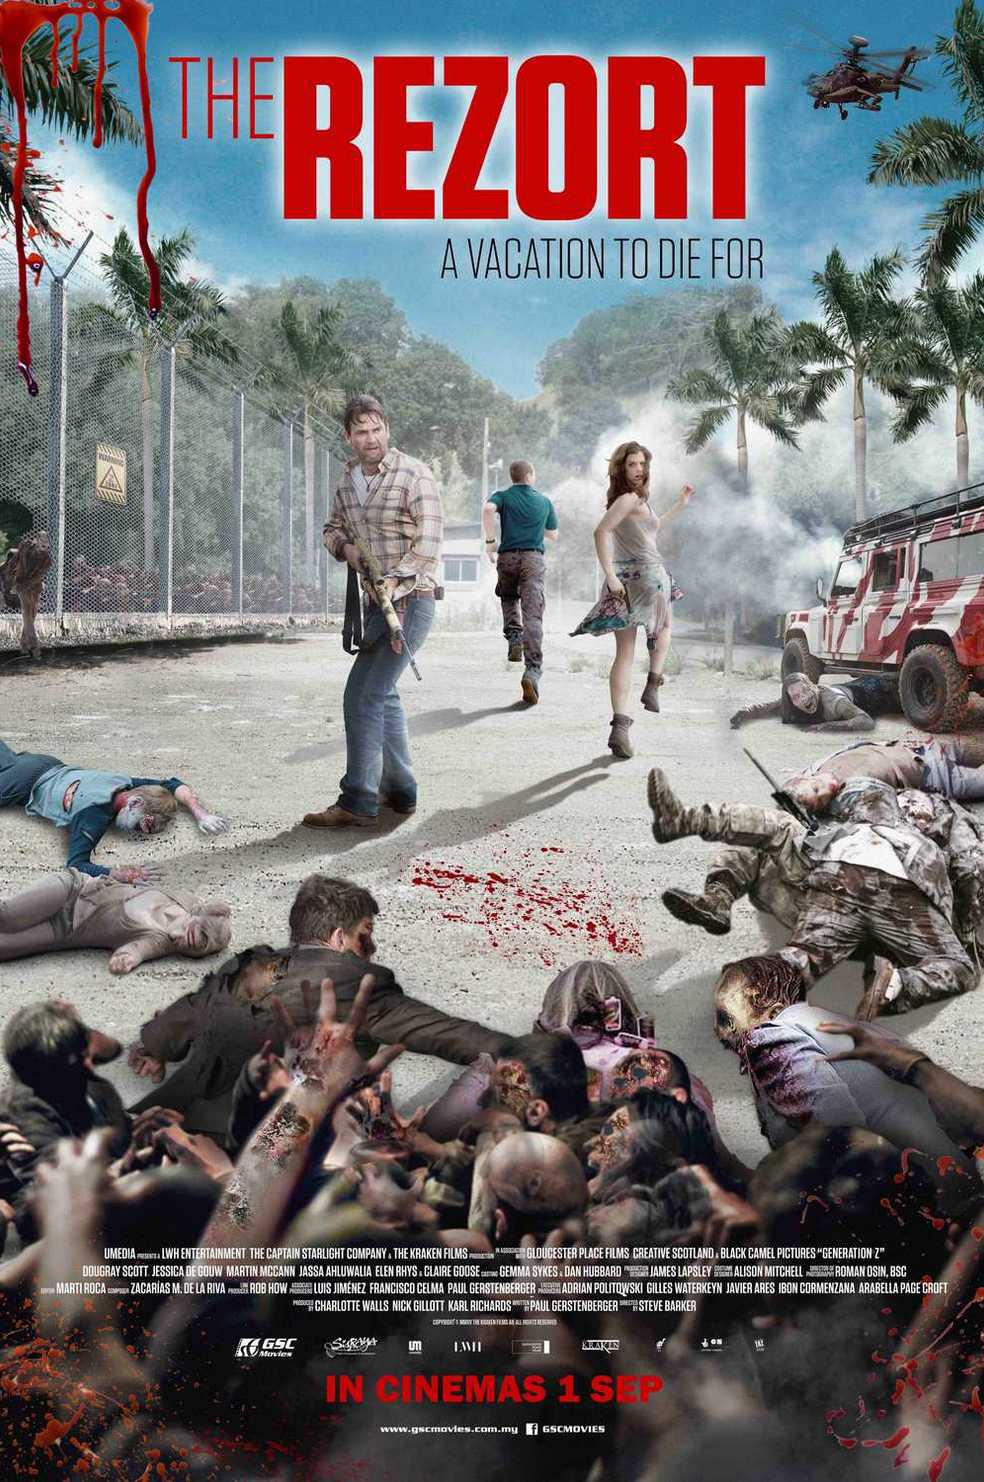 THE REZORT
A VACATION TO DIE FOR
WARNING
UMEDIA PRESENTS A LWH ENTERTAINMENT THE CAPTAIN STARLIGHT COMPANY & THE KRAKEN FILMS PRODUCTION IN ASSOCIATION WITH GLOUCESTER PLACE FILMS CREATIVE SCOTLAND & BLACK CAMEL PICTURES "GENERATION Z"
DOUGRAY SCOTT JESSICA DE GOUW MARTIN McCANN JASSA AHLUWALIA ELEN RHYS & CLAIRE GOOSE CASTING GEMMA SYKES & DAN HUBBARD PRODUCTION DESIGNER JAMES LAPSLEY COSTUME DESIGNER ALISON MITCHELL DIRECTOR OF PHOTOGRAPHY ROMAN OSIN, BSC
EDITOR MARTI ROCA COMPOSER ZACARÍAS M. DE LA RIVA LINE PRODUCER ROB HOW ASSOCIATE PRODUCERS LUIS JIMÉNEZ FRANCISCO CELMA PAUL GERSTENBERGER EXECUTIVE PRODUCERS ADRIAN POLITOWSKI GILLES WATERKEYN JAVIER ARES IBON CORMENZANA ARABELLA PAGE CROFT
PRODUCED BY CHARLOTTE WALLS NICK GILLOTT KARL RICHARDS WRITTEN BY PAUL GERSTENBERGER DIRECTED BY STEVE BARKER
GSC Movies SURAYA um LWH KRAKEN
IN CINEMAS 1 SEP
www.gscmovies.com.my f GSCMOVIES